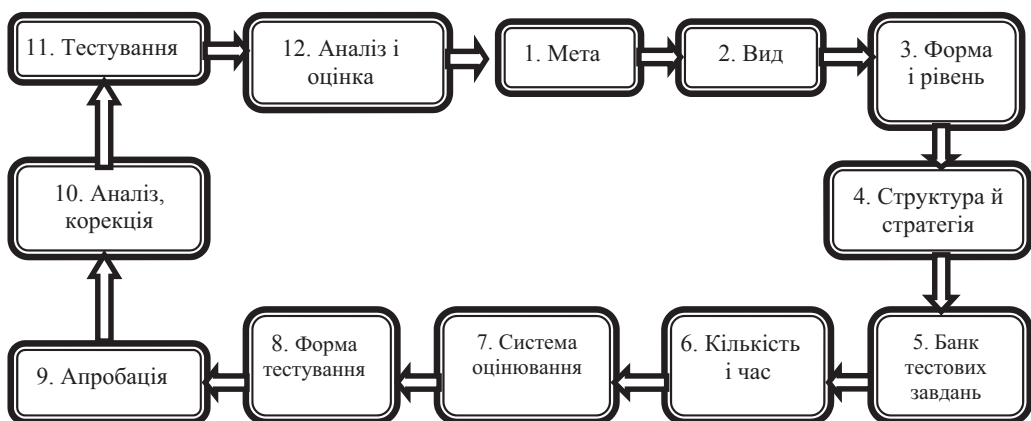 11. Тестування
12. Аналіз і
оцінка
1. Мета
2. Вид
3. Форма
і рівень
10. Аналіз,
корекція
4. Структура й
стратегія
9. Апробація
8. Форма
тестування
7. Система
оцінювання
6. Кількість
і час
5. Банк
тестових
завдань